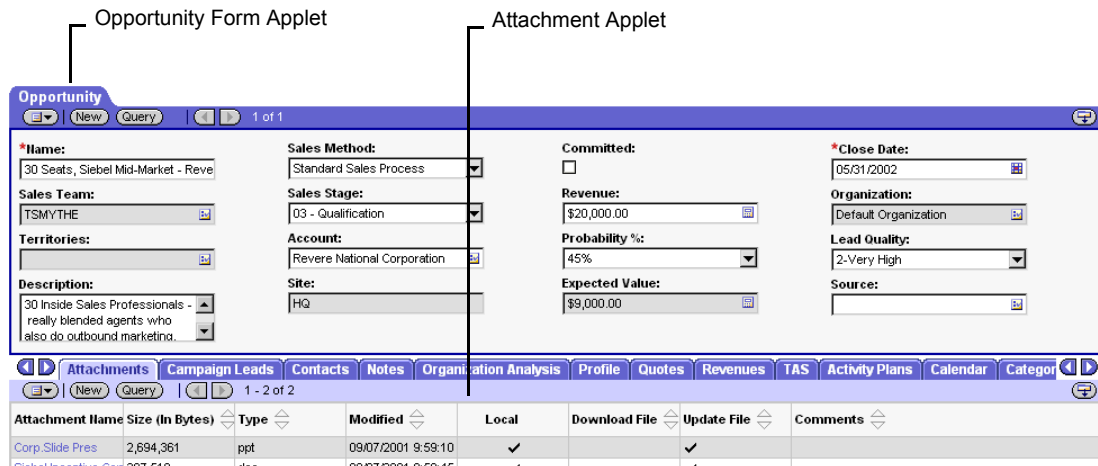 Opportunity Form Applet
Attachment Applet
Opportunity
New Query 1 of 1
*Name: Sales Method: Committed: *Close Date:
30 Seats, Siebel Mid-Market - Reve Standard Sales Process 05/31/2002
Sales Team: Sales Stage: Revenue: Organization:
TSMYTHE 03 - Qualification $20,000.00 Default Organization
Territories: Account: Probability %: Lead Quality:
Revere National Corporation 45% 2-Very High
Description: Site: Expected Value: Source:
30 Inside Sales Professionals - HQ $9,000.00
really blended agents who
also do outbound marketing.
Attachments Campaign Leads Contacts Notes Organization Analysis Profile Quotes Revenues TAS Activity Plans Calendar Categor
New Query 1 - 2 of 2
Attachment Name Size (In Bytes) Type Modified Local Download File Update File Comments
Corp.Slide Pres 2,694,361 ppt 09/07/2001 9:59:10